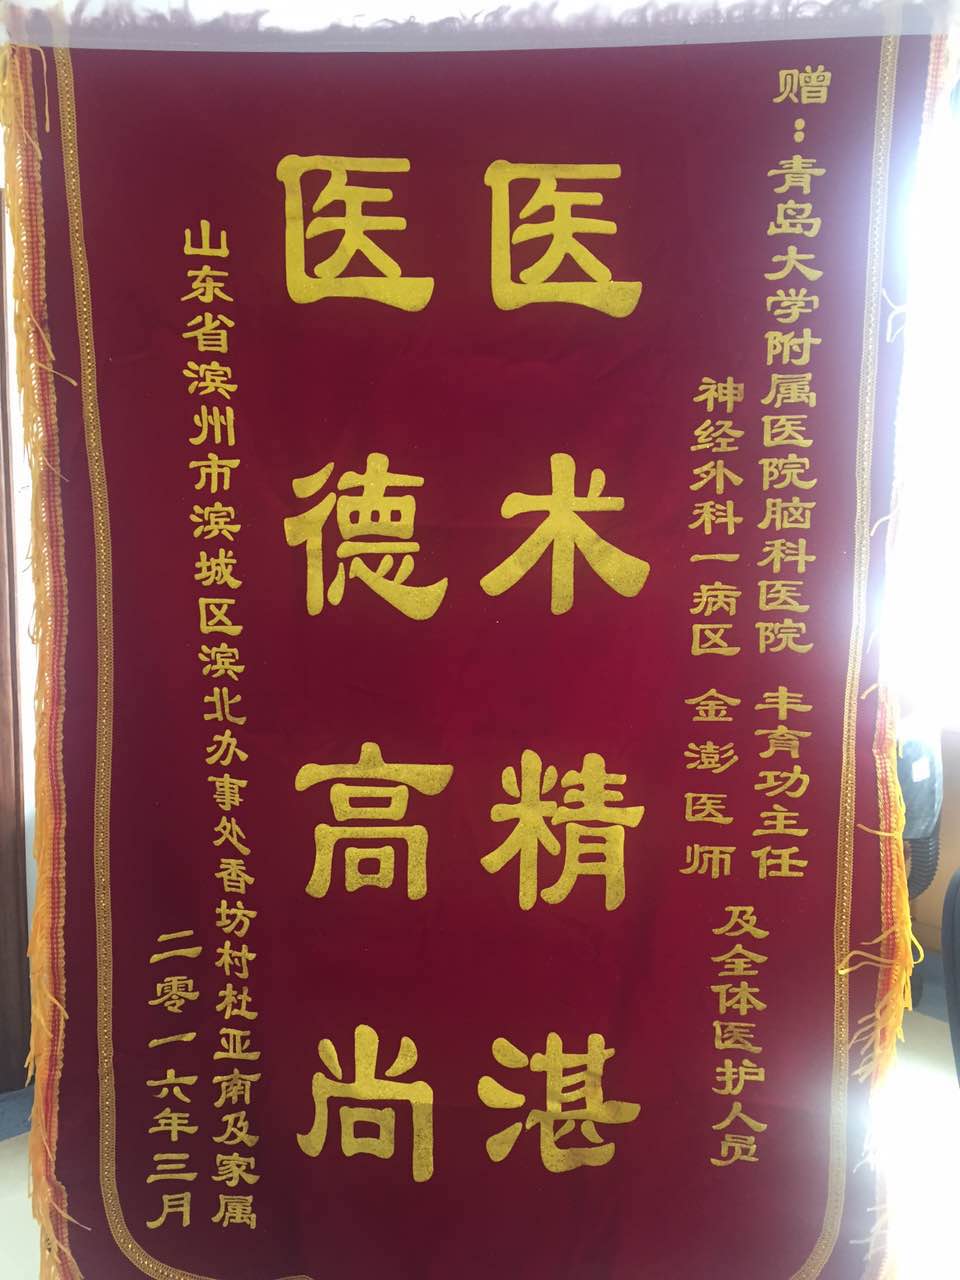 赠：青岛大学附属医院脑科医院 丰育功主任
神经外科一病区 金澎医师
及全体医护人员
医术精湛
医德高尚
山东省滨州市滨城区滨北办事处香坊村杜亚南及家属
二零一六年三月